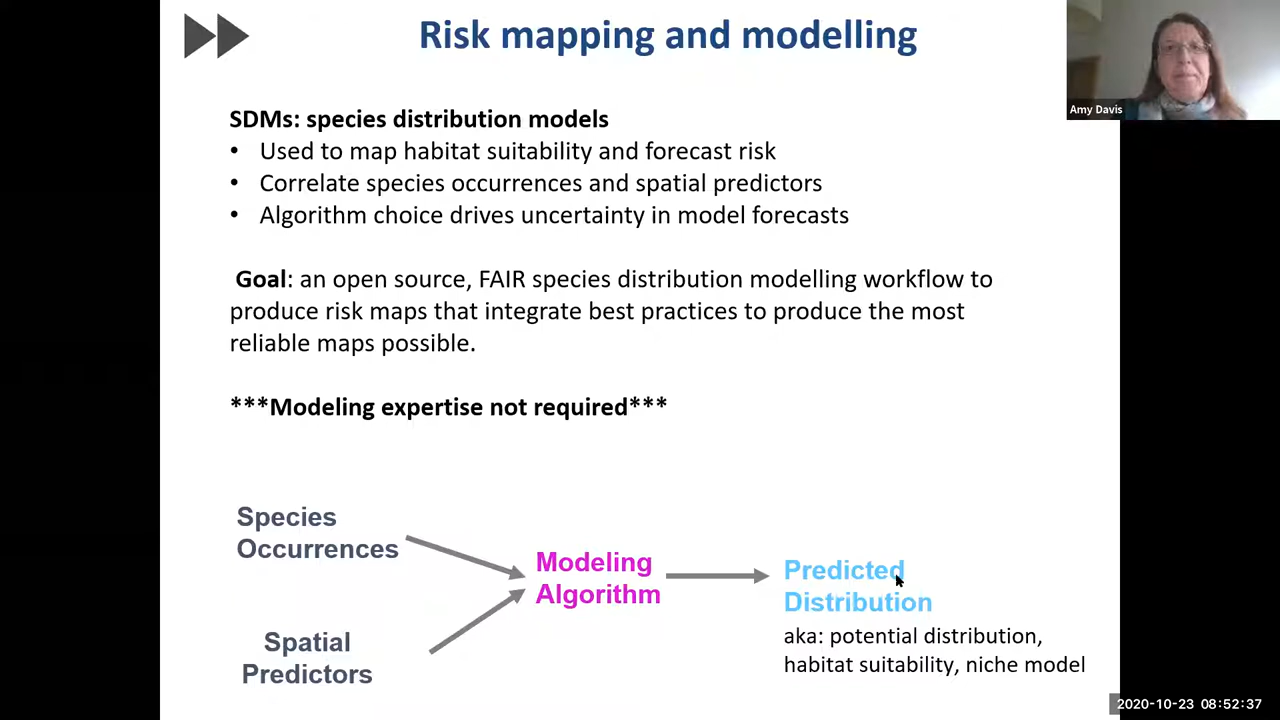 Risk mapping and modelling
Amy Davis
SDMs: species distribution models
• Used to map habitat suitability and forecast risk
• Correlate species occurrences and spatial predictors
• Algorithm choice drives uncertainty in model forecasts
Goal: an open source, FAIR species distribution modelling workflow to
produce risk maps that integrate best practices to produce the most
reliable maps possible.
***Modeling expertise not required***
Species
Occurrences
Spatial
Predictors
Modeling
Algorithm
Predicted
Distribution
aka: potential distribution,
habitat suitability, niche model
2020-10-23 08:52:37